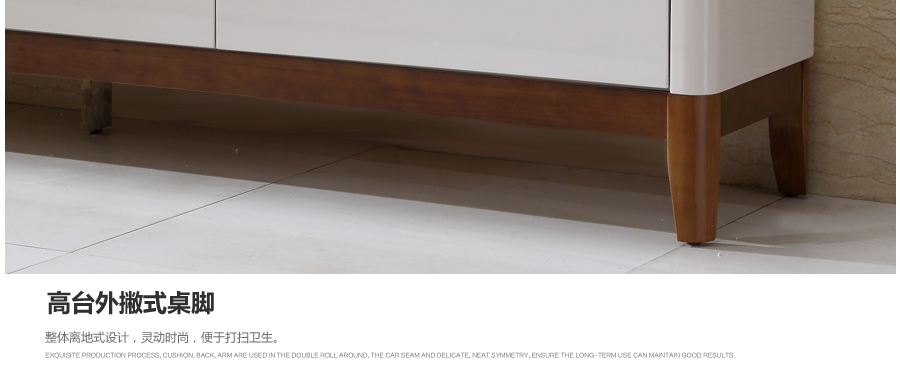 高台外撇式桌脚
整体离地式设计，灵动时尚，便于打扫卫生。
EXQUISITE PRODUCTION PROCESS, CUSHION, BACK, ARM ARE USED IN THE DOUBLE ROLL AROUND, THE CAR SEAM AND DELICATE, NEAT SYMMETRY, ENSURE THE LONG-TERM USE CAN MAINTAIN GOOD RESULTS.